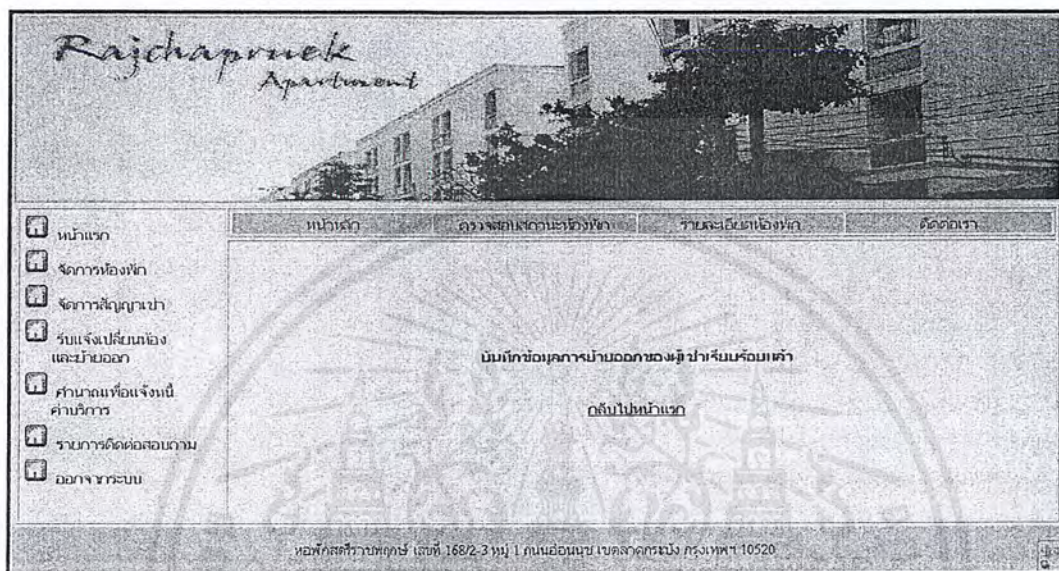 Rajchapruek
Apartment
หน้าหลัก ตรวจสอบสถานะห้องพัก รายละเอียดห้องพัก ติดต่อเรา
หน้าแรก
จัดการห้องพัก
จัดการสัญญาเช่า
รับแจ้งเปลี่ยนห้อง
และย้ายออก
คำนวณเพื่อแจ้งหนี้
ค่าบริการ
รายการติดต่อสอบถาม
ออกจากระบบ
บันทึกข้อมูลการย้ายออกของผู้เช่าเรียบร้อยแล้ว
กลับไปหน้าแรก
หอพักสตรีราชพฤกษ์ เลขที่ 168/2-3 หมู่ 1 ถนนอ่อนนุช เขตลาดกระบัง กรุงเทพฯ 10520